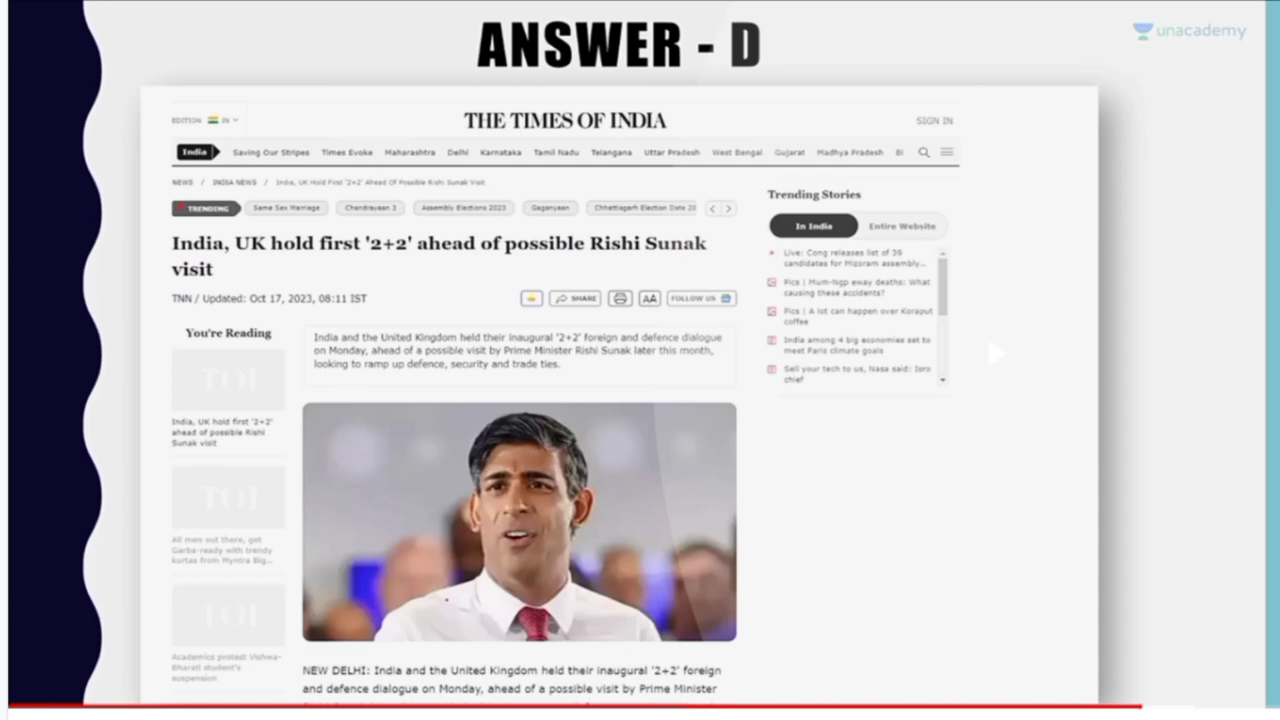 ANSWER - D
unacademy
EDITION IN
THE TIMES OF INDIA
SIGN IN
India Saving Our Stripes Times Evoke Maharashtra Delhi Karnataka Tamil Nadu Telangana Uttar Pradesh West Bengal Gujarat Madhya Pradesh Bi
NEWS / INDIA NEWS / India, UK Hold First '2+2' Ahead Of Possible Rishi Sunak Visit
TRENDING Same Sex Marriage Chandrayaan 3 Assembly Elections 2023 Gaganyaan Chhattisgarh Election Date 20
India, UK hold first '2+2' ahead of possible Rishi Sunak
visit
TNN / Updated: Oct 17, 2023, 08:11 IST
SHARE AA FOLLOW US
You're Reading
TOI
India, UK hold first '2+2'
ahead of possible Rishi
Sunak visit
TOI
All men out there, get
Garba-ready with trendy
kurtas from Myntra Big...
TOI
Academics protest Vishwa-
Bharati student's
suspension
India and the United Kingdom held their inaugural '2+2' foreign and defence dialogue
on Monday, ahead of a possible visit by Prime Minister Rishi Sunak later this month,
looking to ramp up defence, security and trade ties.
NEW DELHI: India and the United Kingdom held their inaugural '2+2' foreign
and defence dialogue on Monday, ahead of a possible visit by Prime Minister
Trending Stories
In India Entire Website
Live: Cong releases list of 39
candidates for Mizoram assembly...
Pics | Mum-Ngp eway deaths: What
causing these accidents?
Pics | A lot can happen over Koraput
coffee
India among 4 big economies set to
meet Paris climate goals
Sell your tech to us, Nasa said: Isro
chief